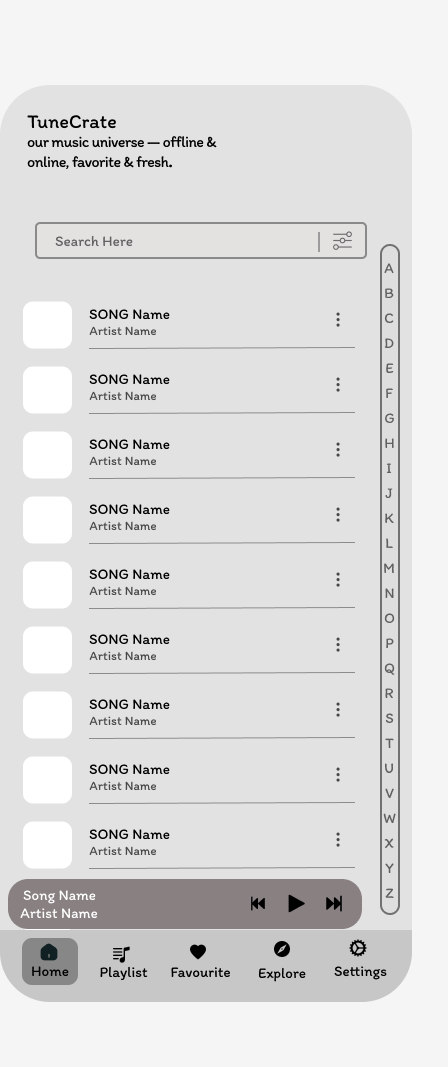 TuneCrate
our music universe — offline &
online, favorite & fresh.
Search Here
SONG Name
Artist Name
SONG Name
Artist Name
SONG Name
Artist Name
SONG Name
Artist Name
SONG Name
Artist Name
SONG Name
Artist Name
SONG Name
Artist Name
SONG Name
Artist Name
SONG Name
Artist Name
A
B
C
D
E
F
G
H
I
J
K
L
M
N
O
P
Q
R
S
T
U
V
W
X
Y
Z
Song Name
Artist Name
Home
Playlist
Favourite
Explore
Settings